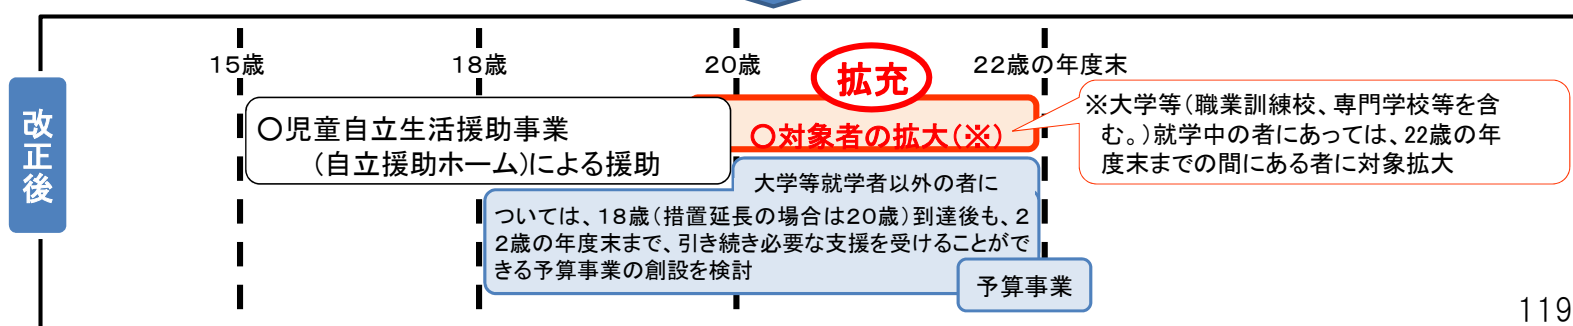 15歳
18歳
20歳
22歳の年度末
拡充
改正後
○児童自立生活援助事業
(自立援助ホーム)による援助
○対象者の拡大(※)
※大学等(職業訓練校、専門学校等を含
む。)就学中の者にあっては、22歳の年
度末までの間にある者に対象拡大
大学等就学者以外の者に
ついては、18歳(措置延長の場合は20歳)到達後も、2
2歳の年度末まで、引き続き必要な支援を受けることがで
きる予算事業の創設を検討
予算事業
119